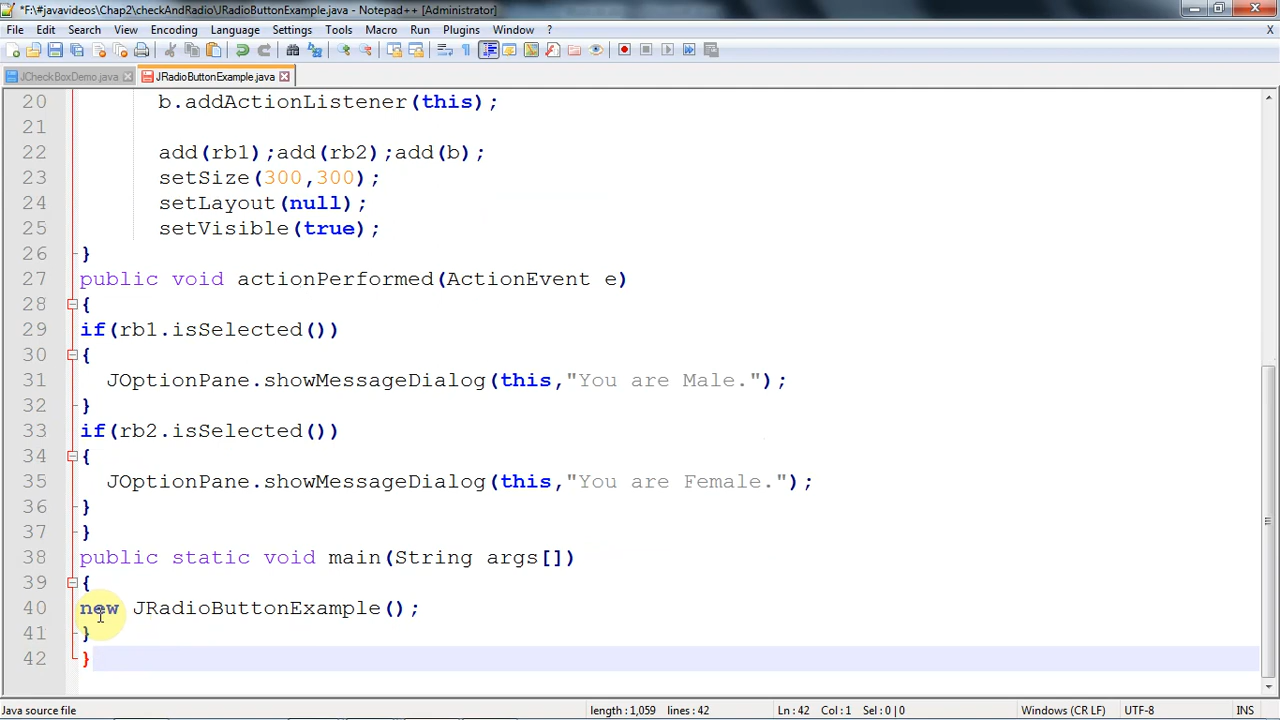 *F:\#javavideos\Chap2\checkAndRadio\JRadioButtonExample.java - Notepad++ [Administrator]
File Edit Search View Encoding Language Settings Tools Macro Run Plugins Window ? X
JCheckBoxDemo.java JRadioButtonExample.java
20 b.addActionListener(this);
21
22 add(rb1);add(rb2);add(b);
23 setSize(300,300);
24 setLayout(null);
25 setVisible(true);
26 }
27 public void actionPerformed(ActionEvent e)
28 {
29 if(rb1.isSelected())
30 {
31 JOptionPane.showMessageDialog(this,"You are Male.");
32 }
33 if(rb2.isSelected())
34 {
35 JOptionPane.showMessageDialog(this,"You are Female.");
36 }
37 }
38 public static void main(String args[])
39 {
40 new JRadioButtonExample();
41 }
42 }
Java source file length : 1,059 lines : 42 Ln : 42 Col : 1 Sel : 0 | 0 Windows (CR LF) UTF-8 INS